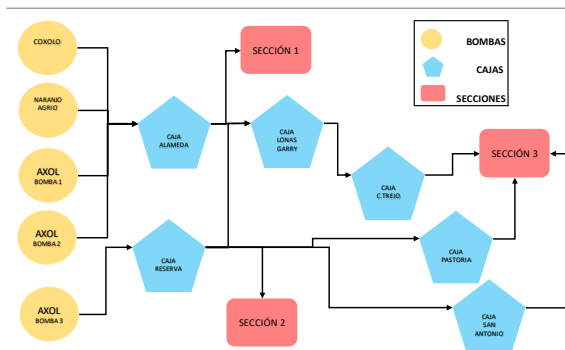 COXOLO
NARANJO
AGRIO
AXOL
BOMBA 1
AXOL
BOMBA 2
AXOL
BOMBA 3
CAJA
ALAMEDA
CAJA
RESERVA
SECCIÓN 1
CAJA
LONAS
GARRY
CAJA
C.TREJO
SECCIÓN 2
CAJA
PASTORIA
CAJA
SAN
ANTONIO
SECCIÓN 3
BOMBAS
CAJAS
SECCIONES